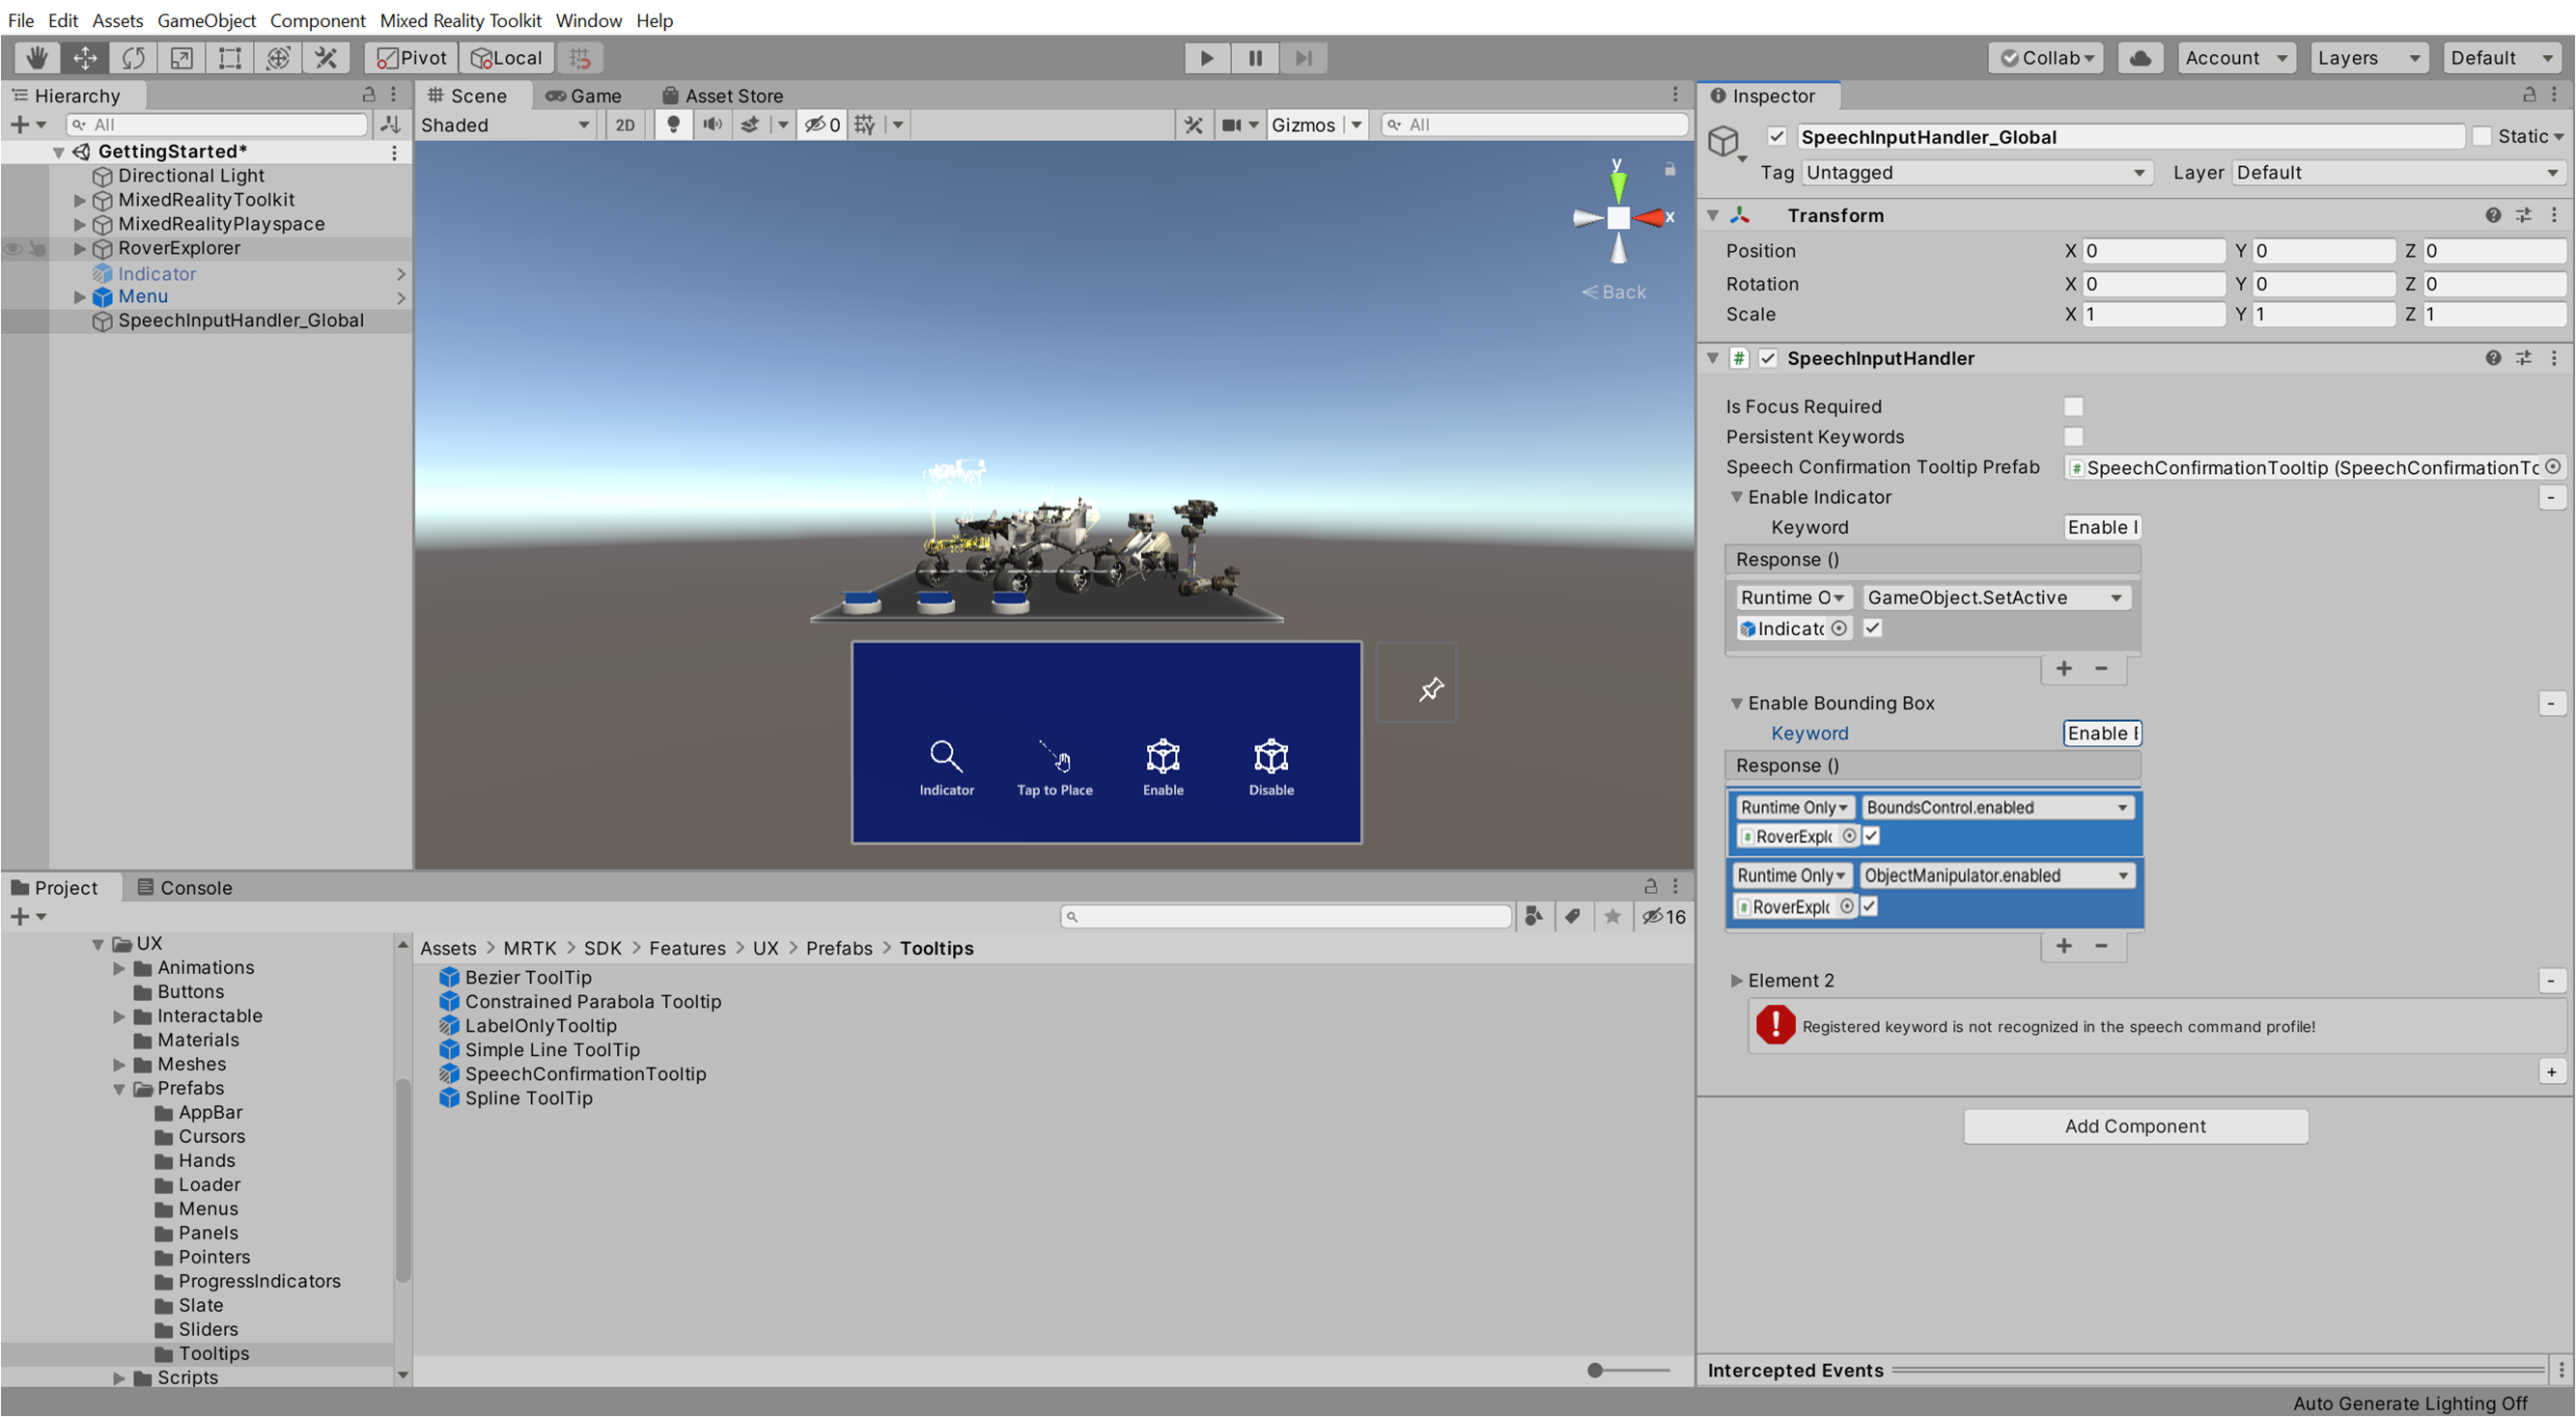 File Edit Assets GameObject Component Mixed Reality Toolkit Window Help
Pivot Local Collab Account Layers Default
Hierarchy
All
GettingStarted*
Directional Light
MixedRealityToolkit
MixedRealityPlayspace
RoverExplorer
Indicator
Menu
SpeechInputHandler_Global
Scene Game Asset Store
Shaded 2D 0 Gizmos All
y
x
Back
Indicator Tap to Place Enable Disable
Project Console
16
UX
Animations
Buttons
Interactable
Materials
Meshes
Prefabs
AppBar
Cursors
Hands
Loader
Menus
Panels
Pointers
ProgressIndicators
Slate
Sliders
Tooltips
Scripts
Assets > MRTK > SDK > Features > UX > Prefabs > Tooltips
Bezier ToolTip
Constrained Parabola Tooltip
LabelOnlyTooltip
Simple Line ToolTip
SpeechConfirmationTooltip
Spline ToolTip
Inspector
SpeechInputHandler_Global Static
Tag Untagged Layer Default
Transform
Position X 0 Y 0 Z 0
Rotation X 0 Y 0 Z 0
Scale X 1 Y 1 Z 1
# SpeechInputHandler
Is Focus Required
Persistent Keywords
Speech Confirmation Tooltip Prefab # SpeechConfirmationTooltip (SpeechConfirmationTo
Enable Indicator -
Keyword Enable I
Response ()
Runtime O GameObject.SetActive
Indicato
+ -
Enable Bounding Box -
Keyword Enable B
Response ()
Runtime Only BoundsControl.enabled
# RoverExplo
Runtime Only ObjectManipulator.enabled
# RoverExplo
+ -
Element 2 -
! Registered keyword is not recognized in the speech command profile!
+
Add Component
Intercepted Events
Auto Generate Lighting Off